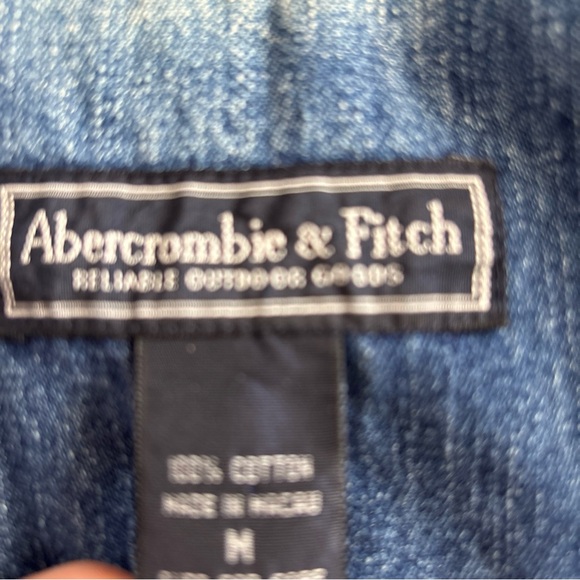 Abercrombie & Fitch
RELIABLE OUTDOOR GOODS
100% COTTON
MADE IN MACAU
M